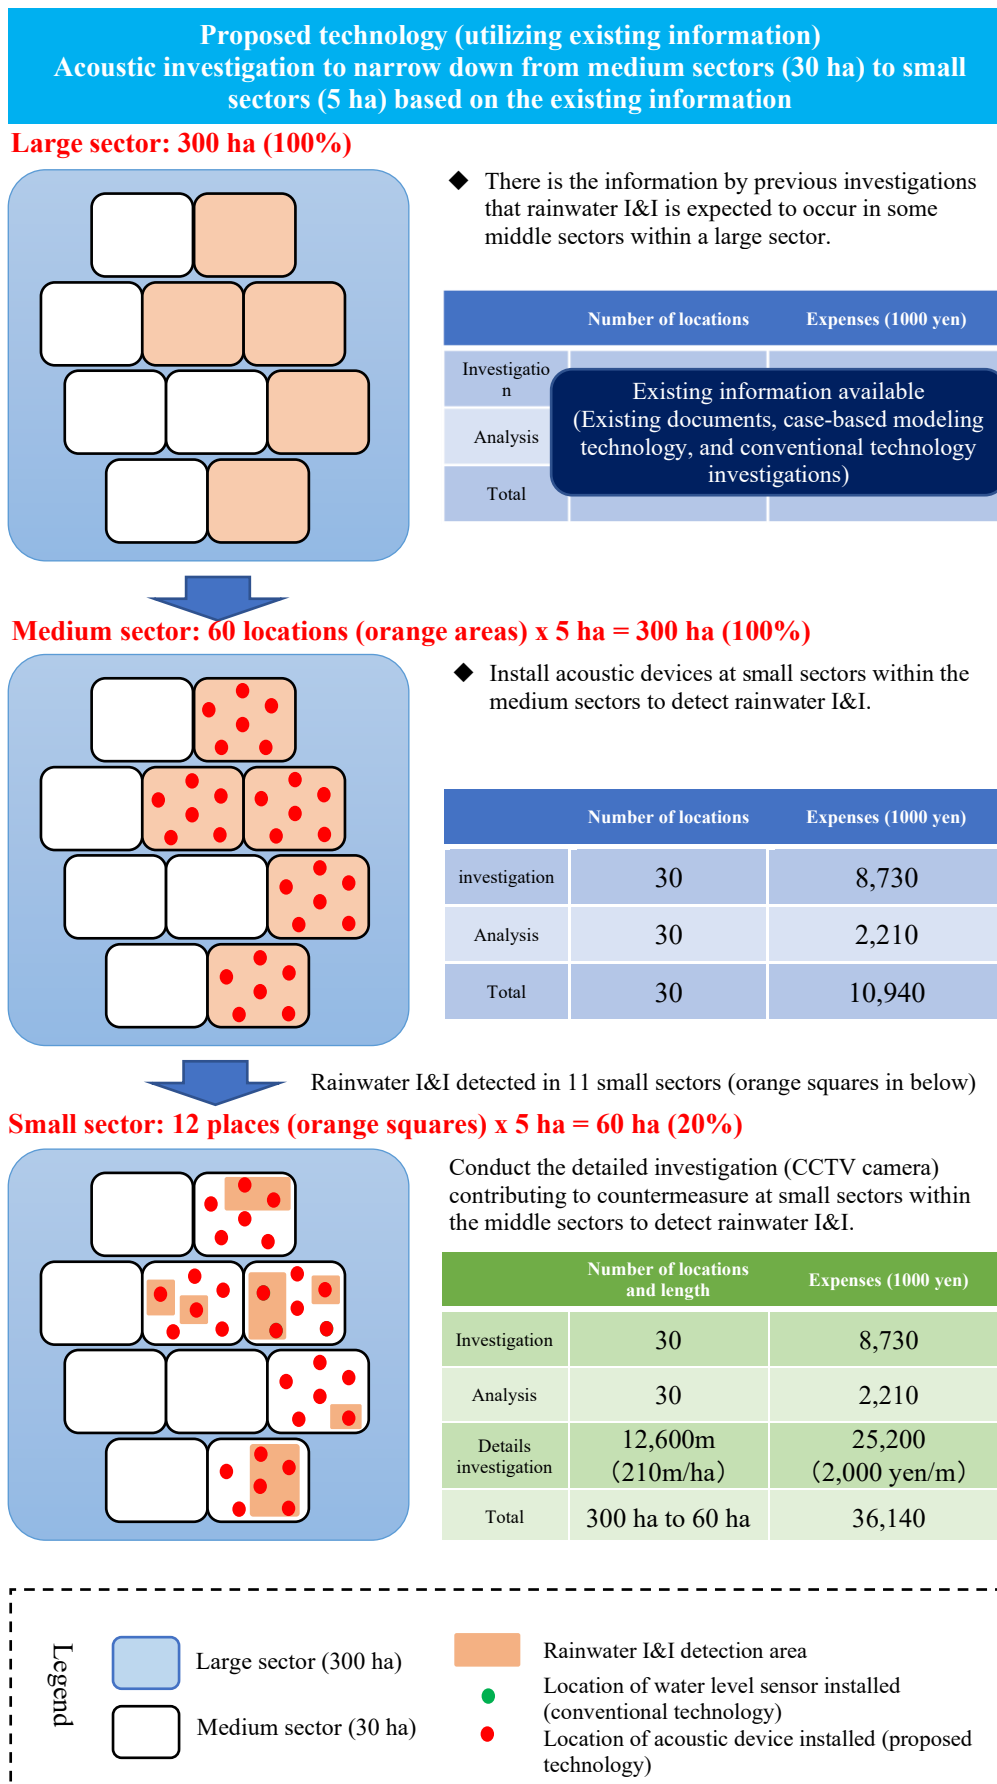 Proposed technology (utilizing existing information)
Acoustic investigation to narrow down from medium sectors (30 ha) to small
sectors (5 ha) based on the existing information
Large sector: 300 ha (100%)
◆ There is the information by previous investigations
that rainwater I&I is expected to occur in some
middle sectors within a large sector.
Number of locations Expenses (1000 yen)
Investigatio
n
Analysis
Total
Existing information available
(Existing documents, case-based modeling
technology, and conventional technology
investigations)
Medium sector: 60 locations (orange areas) x 5 ha = 300 ha (100%)
◆ Install acoustic devices at small sectors within the
medium sectors to detect rainwater I&I.
Number of locations Expenses (1000 yen)
investigation 30 8,730
Analysis 30 2,210
Total 30 10,940
Rainwater I&I detected in 11 small sectors (orange squares in below)
Small sector: 12 places (orange squares) x 5 ha = 60 ha (20%)
Conduct the detailed investigation (CCTV camera)
contributing to countermeasure at small sectors within
the middle sectors to detect rainwater I&I.
Number of locations
and length
Expenses (1000 yen)
Investigation 30 8,730
Analysis 30 2,210
Details
investigation
12,600m
（210m/ha）
25,200
（2,000 yen/m）
Total 300 ha to 60 ha 36,140
Legend
Large sector (300 ha)
Medium sector (30 ha)
Rainwater I&I detection area
Location of water level sensor installed
(conventional technology)
Location of acoustic device installed (proposed
technology)